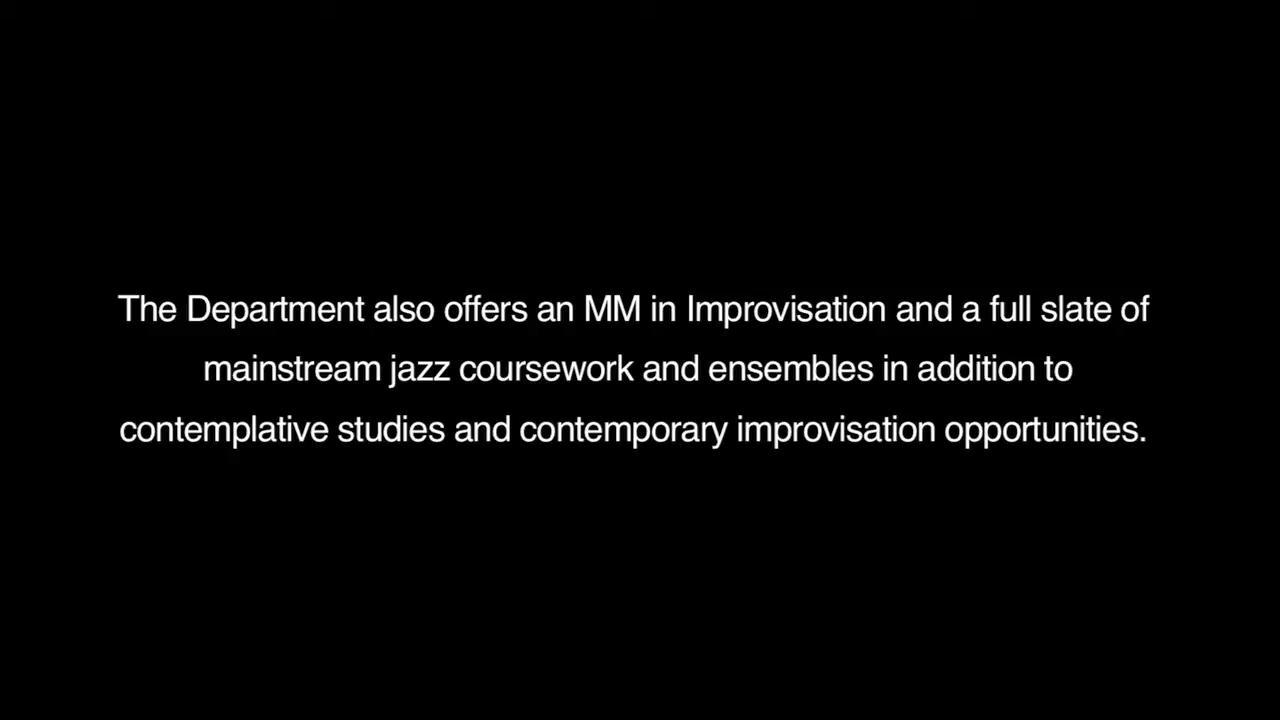 The Department also offers an MM in Improvisation and a full slate of
mainstream jazz coursework and ensembles in addition to
contemplative studies and contemporary improvisation opportunities.